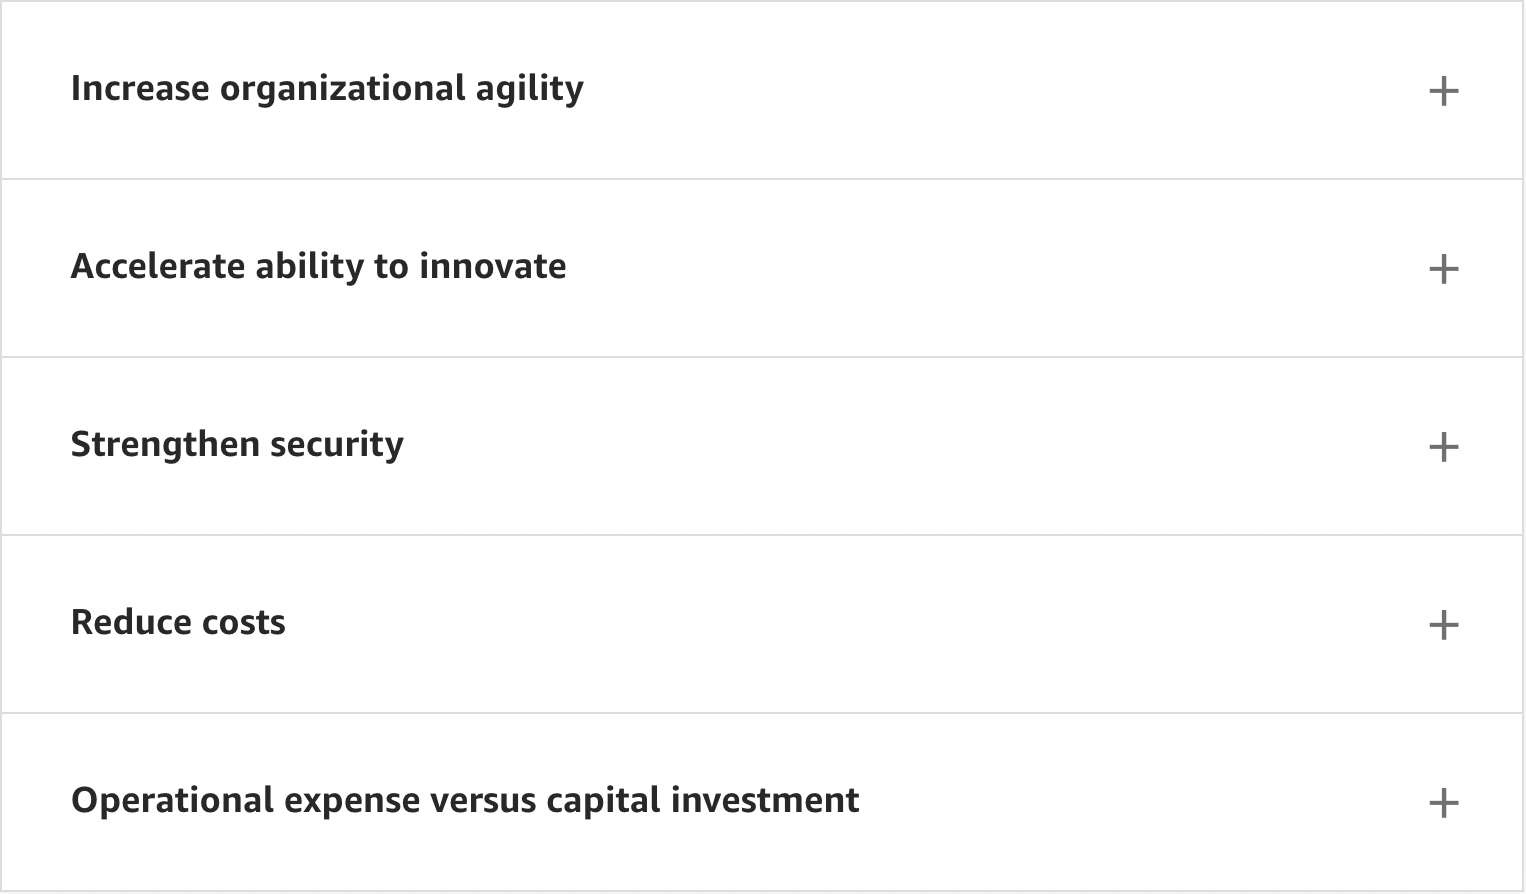 Increase organizational agility
Accelerate ability to innovate
Strengthen security
Reduce costs
Operational expense versus capital investment